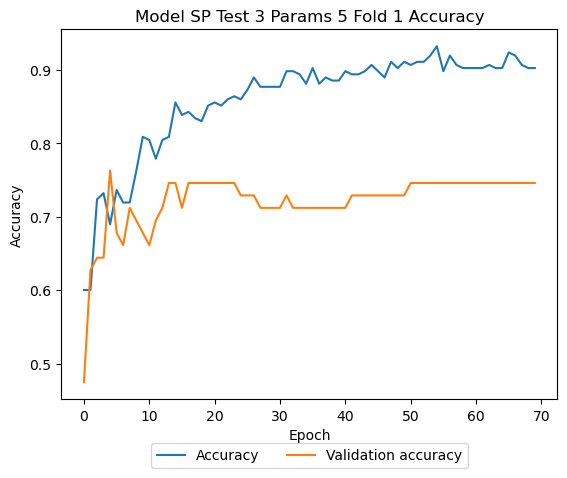 Model SP Test 3 Params 5 Fold 1 Accuracy
Accuracy
0.9
0.8
0.7
0.6
0.5
0 10 20 30 40 50 60 70
Epoch
Accuracy Validation accuracy